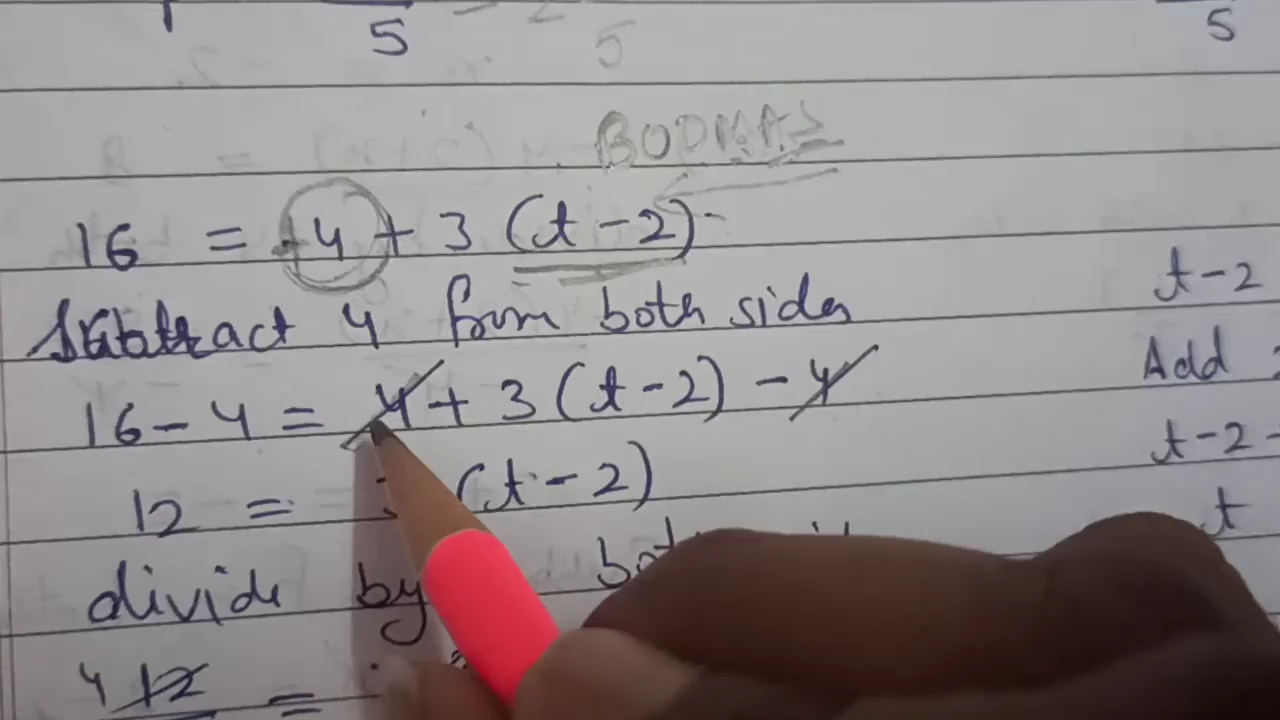 5 5 5
BODMAS
16 = 4 + 3 (t - 2)
Subtract 4 from both sides
16 - 4 = 4 + 3 (t - 2) - 4
12 = (t - 2)
divide by
4 12 =
t - 2
Add
t - 2 -
t